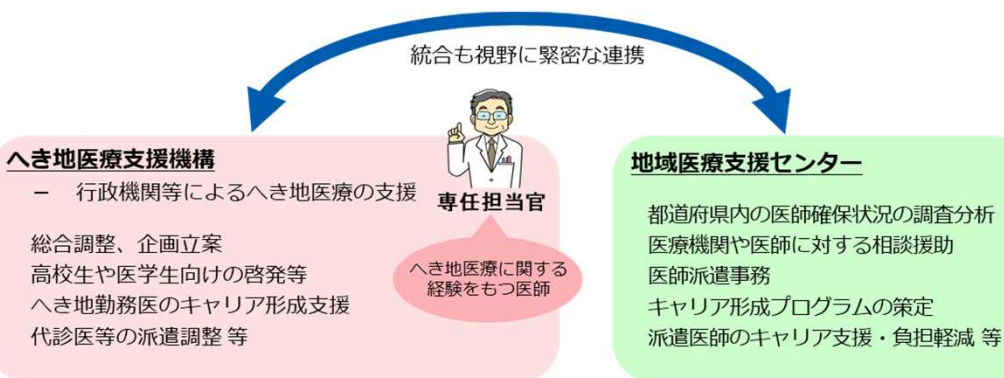 統合も視野に緊密な連携
へき地医療支援機構
－ 行政機関等によるへき地医療の支援
総合調整、企画立案
高校生や医学生向けの啓発等
へき地勤務医のキャリア形成支援
代診医等の派遣調整 等
専任担当官
へき地医療に関する
経験をもつ医師
地域医療支援センター
都道府県内の医師確保状況の調査分析
医療機関や医師に対する相談援助
医師派遣事務
キャリア形成プログラムの策定
派遣医師のキャリア支援・負担軽減 等